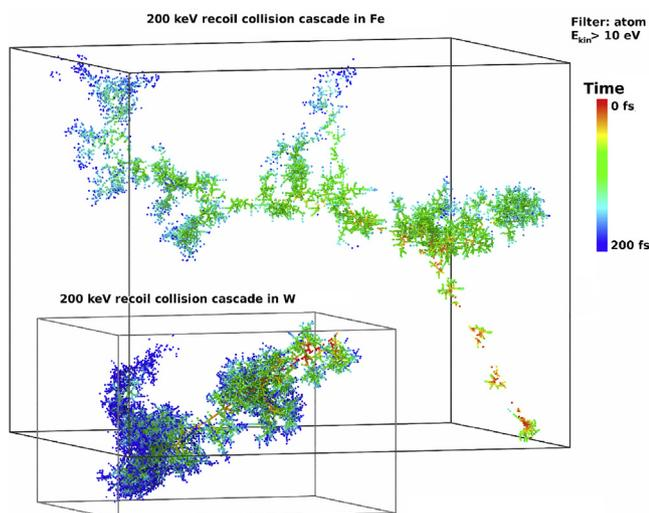 200 keV recoil collision cascade in Fe
Filter: atom
Ekin> 10 eV
Time
0 fs
200 fs
200 keV recoil collision cascade in W